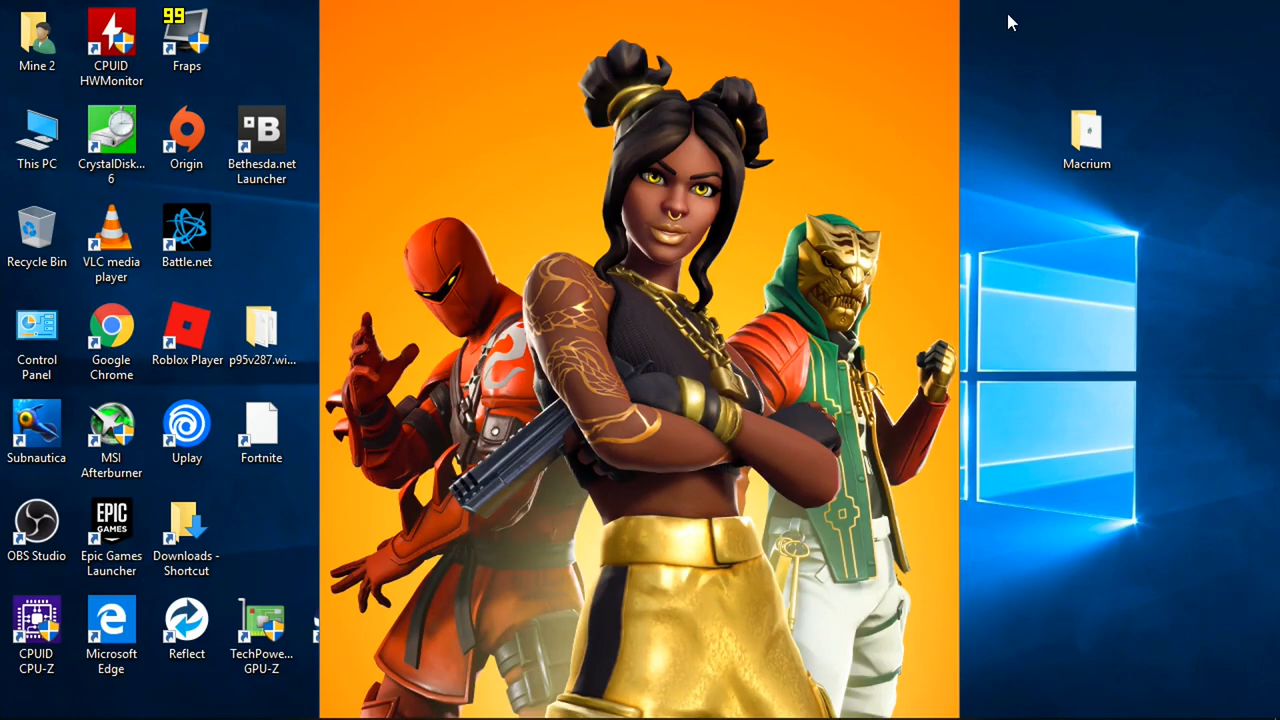 99
Mine 2
CPUID
HWMonitor
Fraps
This PC
CrystalDisk...
6
Origin
B
Bethesda.net
Launcher
Recycle Bin
VLC media
player
Battle.net
Control
Panel
Google
Chrome
Roblox Player
p95v287.wi...
Subnautica
MSI
Afterburner
Uplay
Fortnite
OBS Studio
EPIC
GAMES
Epic Games
Launcher
Downloads -
Shortcut
CPUID
CPU-Z
Microsoft
Edge
Reflect
TechPowe...
GPU-Z
Macrium